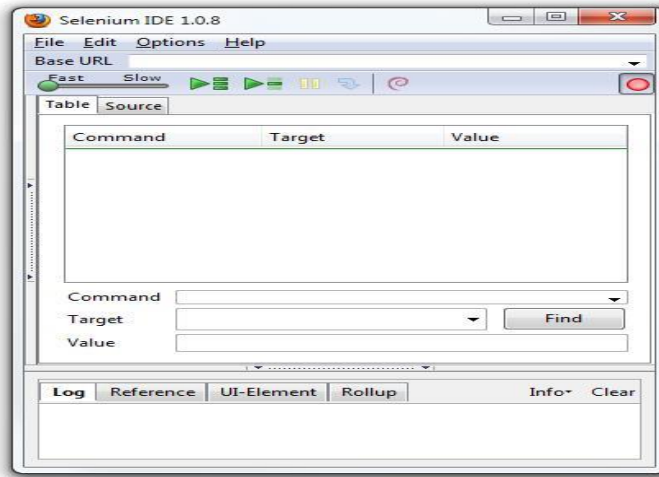 Selenium IDE 1.0.8
File Edit Options Help
Base URL
Fast Slow
Table Source
Command Target Value
Command
Target Find
Value
Log Reference UI-Element Rollup Info Clear